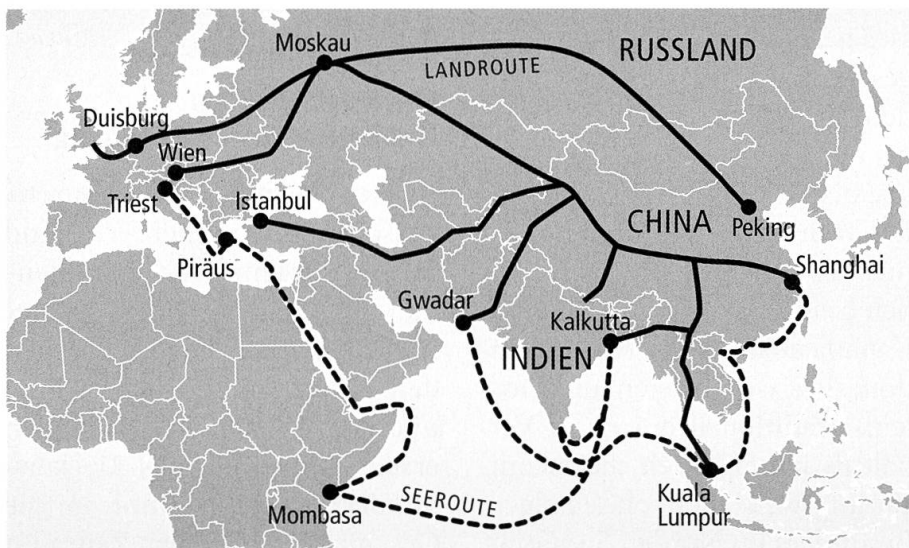 Moskau
RUSSLAND
LANDROUTE
Duisburg
Wien
Triest
Istanbul
CHINA
Peking
Piräus
Shanghai
Gwadar
Kalkutta
INDIEN
SEEROUTE
Mombasa
Kuala
Lumpur